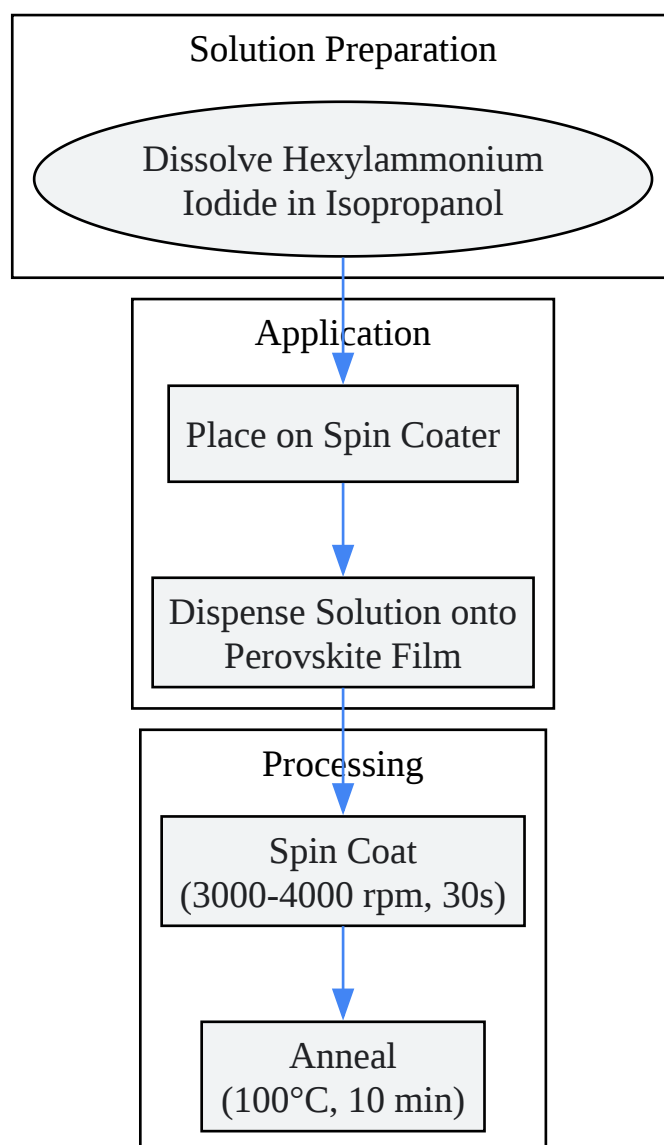 Solution Preparation
Dissolve Hexylammonium
Iodide in Isopropanol
Application
Place on Spin Coater
Dispense Solution onto
Perovskite Film
Processing
Spin Coat
(3000-4000 rpm, 30s)
Anneal
(100°C, 10 min)